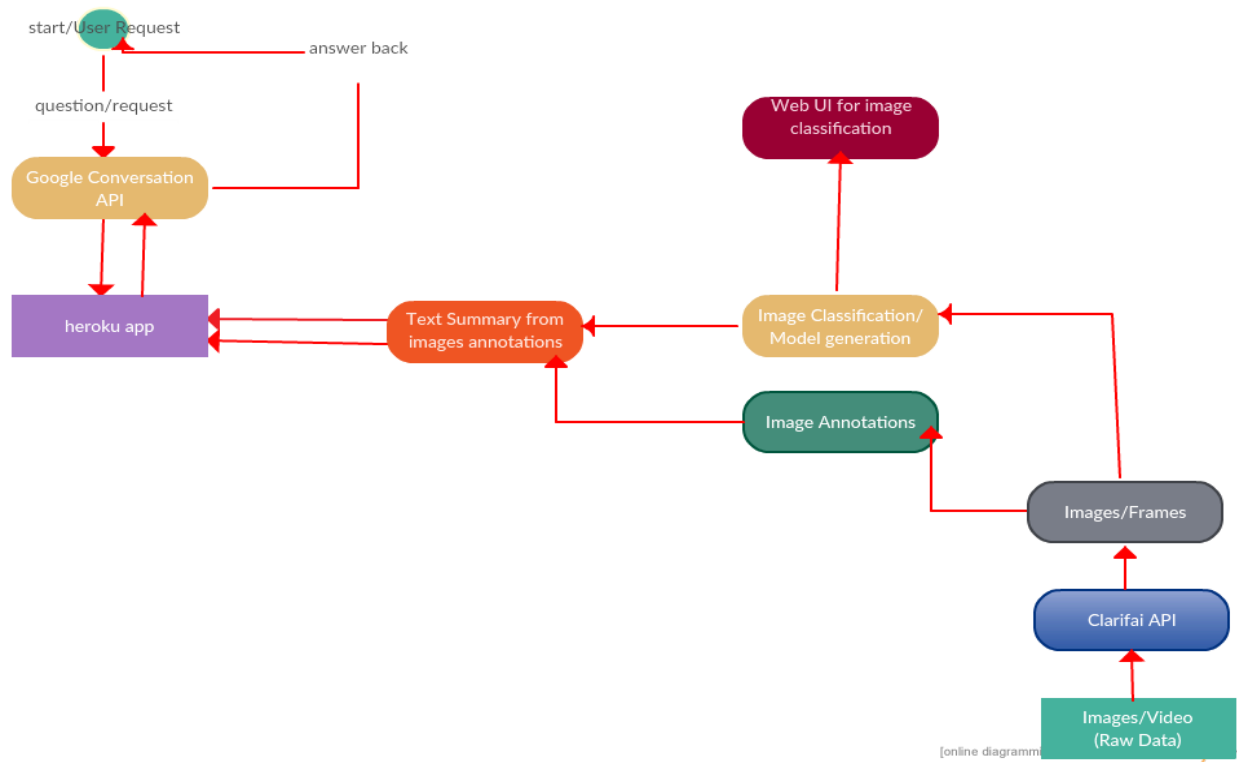 start/User Request
answer back
question/request
Web UI for image
classification
Google Conversation
API
heroku app
Text Summary from
images annotations
Image Classification/
Model generation
Image Annotations
Images/Frames
Clarifai API
Images/Video
(Raw Data)
[online